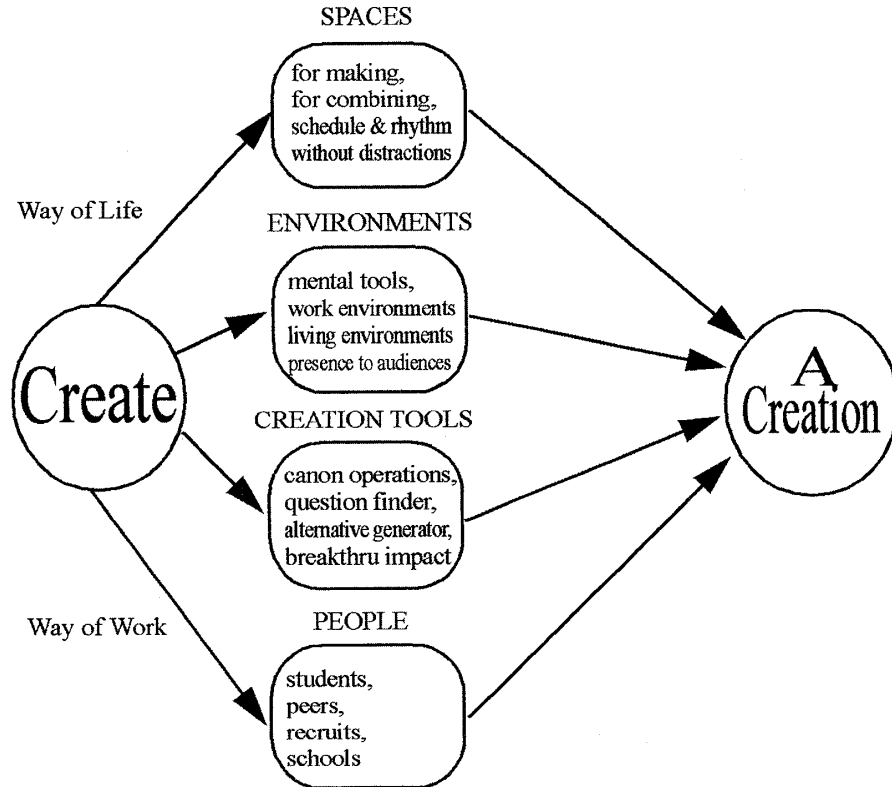 SPACES
for making,
for combining,
schedule & rhythm
without distractions
Way of Life
ENVIRONMENTS
mental tools,
work environments
living environments
presence to audiences
Create
A
Creation
CREATION TOOLS
canon operations,
question finder,
alternative generator,
breakthru impact
Way of Work
PEOPLE
students,
peers,
recruits,
schools